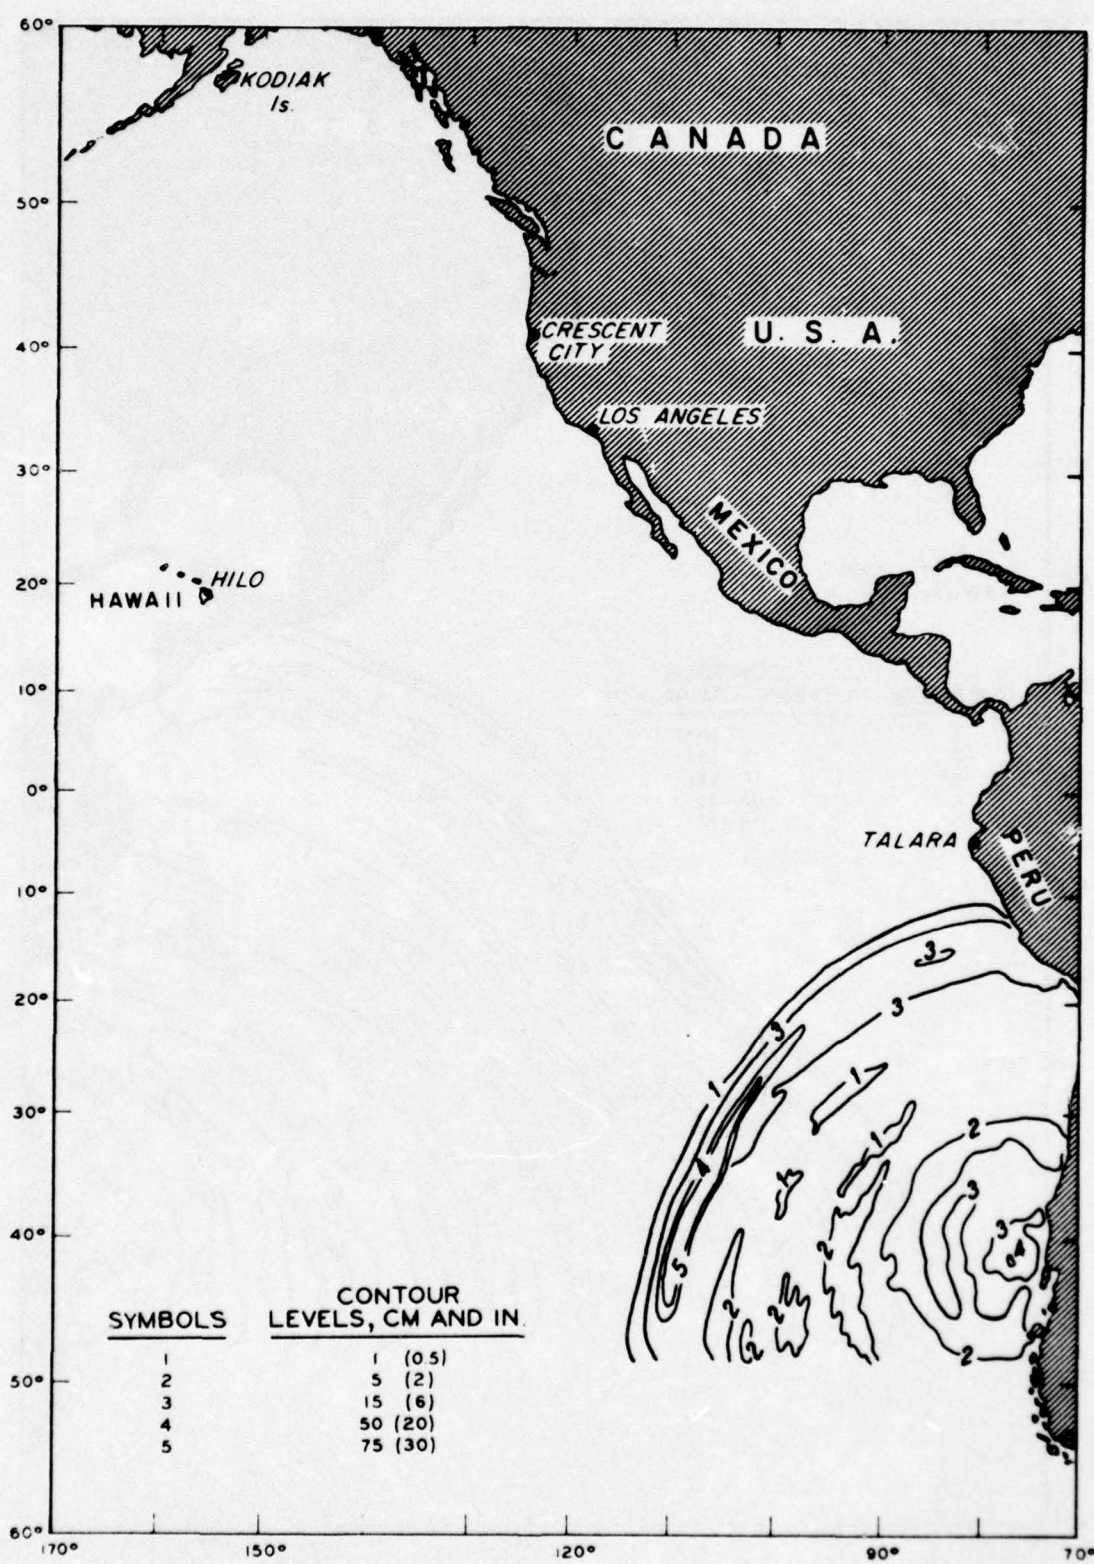 60°
KODIAK
Is.
CANADA
50°
CRESCENT
CITY
U. S. A.
40°
LOS ANGELES
30°
MEXICO
HILO
20°
HAWAII
10°
0°
TALARA
PERU
10°
3
20°
3
3
1
1
30°
1
2
4
3
3
40°
2
4
5
2
2
2
2
CONTOUR
SYMBOLS LEVELS, CM AND IN.
1 1 (0.5)
2 5 (2)
50°
3 15 (6)
4 50 (20)
5 75 (30)
60°
170° 150° 120° 90° 70°